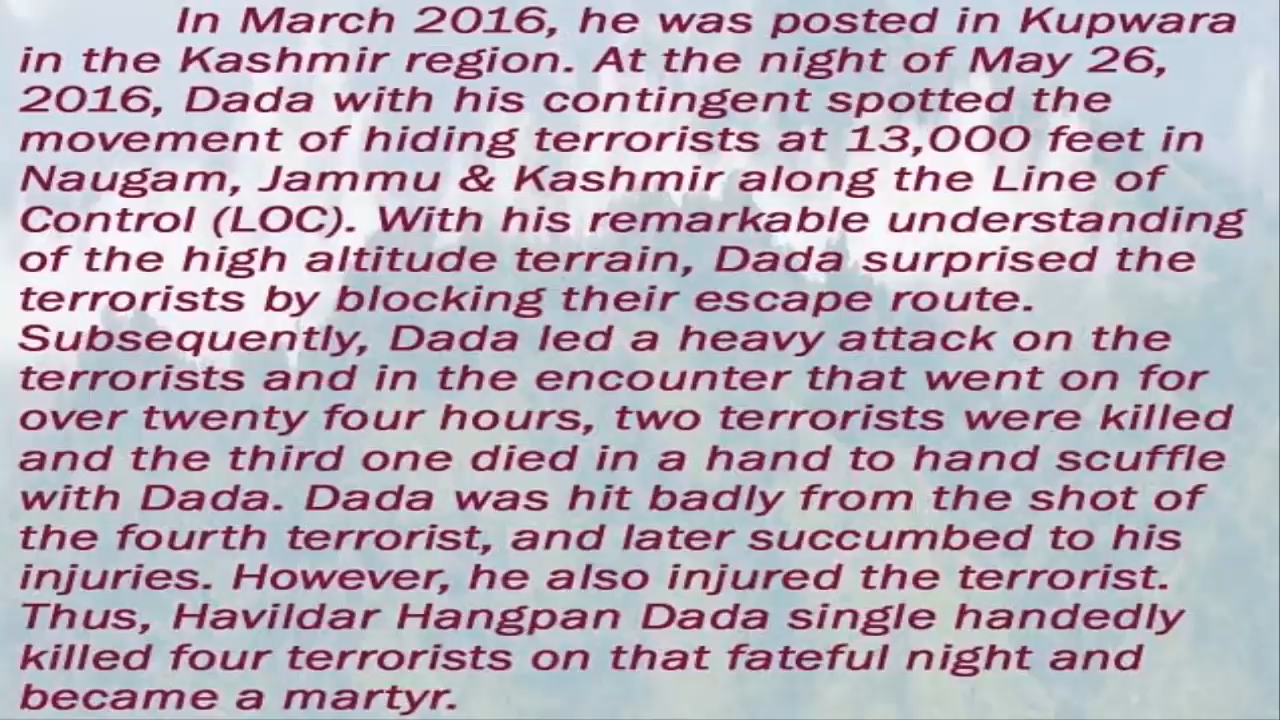 In March 2016, he was posted in Kupwara
in the Kashmir region. At the night of May 26,
2016, Dada with his contingent spotted the
movement of hiding terrorists at 13,000 feet in
Naugam, Jammu & Kashmir along the Line of
Control (LOC). With his remarkable understanding
of the high altitude terrain, Dada surprised the
terrorists by blocking their escape route.
Subsequently, Dada led a heavy attack on the
terrorists and in the encounter that went on for
over twenty four hours, two terrorists were killed
and the third one died in a hand to hand scuffle
with Dada. Dada was hit badly from the shot of
the fourth terrorist, and later succumbed to his
injuries. However, he also injured the terrorist.
Thus, Havildar Hangpan Dada single handedly
killed four terrorists on that fateful night and
became a martyr.